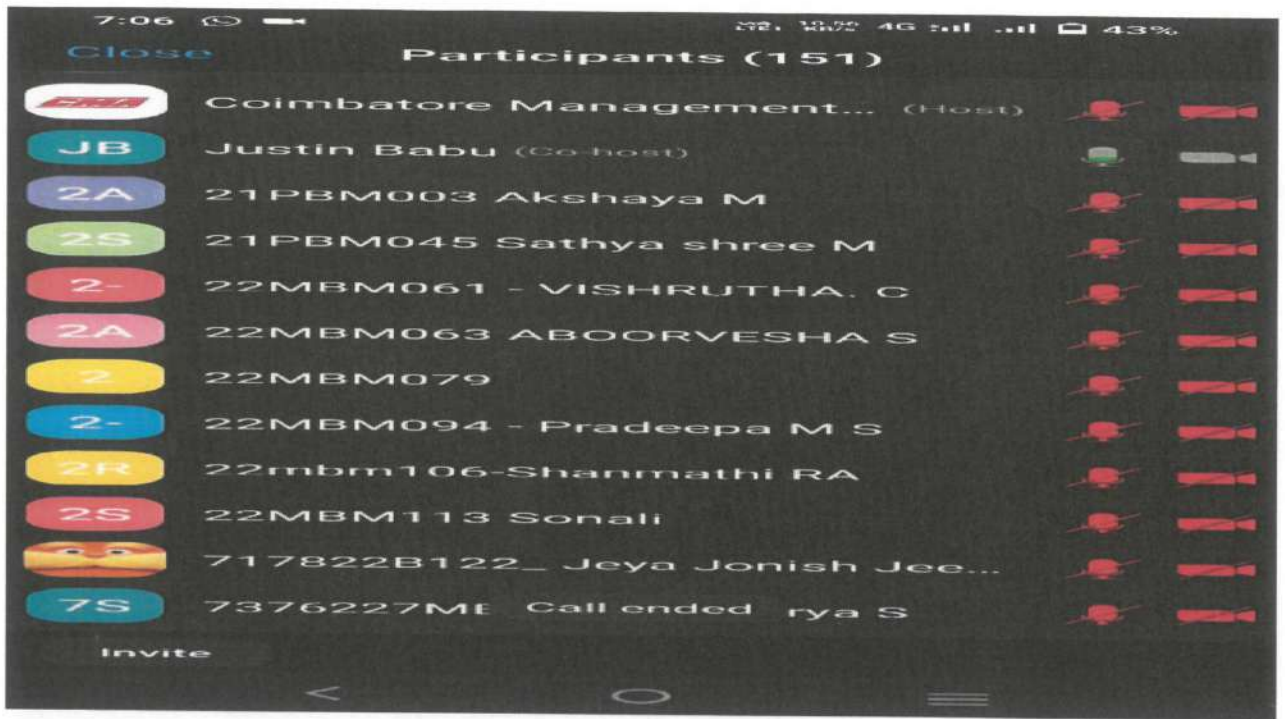 7:06 4G 43%
Close Participants (151)
Coimbatore Management... (Host)
JB Justin Babu (Co-host)
2A 21PBM003 Akshaya M
2S 21PBM045 Sathya shree M
2- 22MBM061 - VISHRUTHA. C
2A 22MBM063 ABOORVESHA S
2 22MBM079
2- 22MBM094 - Pradeepa M S
2R 22mbm106-Shanmathi RA
2S 22MBM113 Sonali
717822B122_ Jeya Jonish Jee...
7S 7376227ME Call ended rya S
Invite